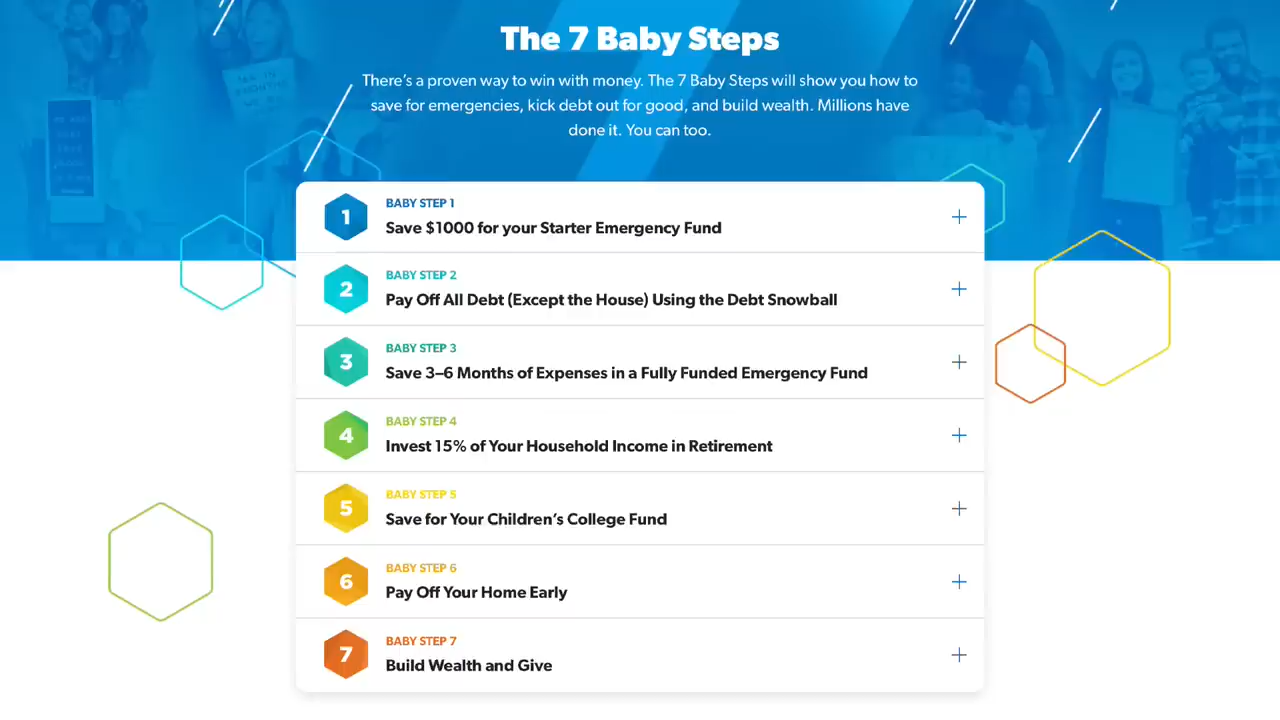 The 7 Baby Steps
There's a proven way to win with money. The 7 Baby Steps will show you how to
save for emergencies, kick debt out for good, and build wealth. Millions have
done it. You can too.
1
BABY STEP 1
Save $1000 for your Starter Emergency Fund
2
BABY STEP 2
Pay Off All Debt (Except the House) Using the Debt Snowball
3
BABY STEP 3
Save 3–6 Months of Expenses in a Fully Funded Emergency Fund
4
BABY STEP 4
Invest 15% of Your Household Income in Retirement
5
BABY STEP 5
Save for Your Children's College Fund
6
BABY STEP 6
Pay Off Your Home Early
7
BABY STEP 7
Build Wealth and Give